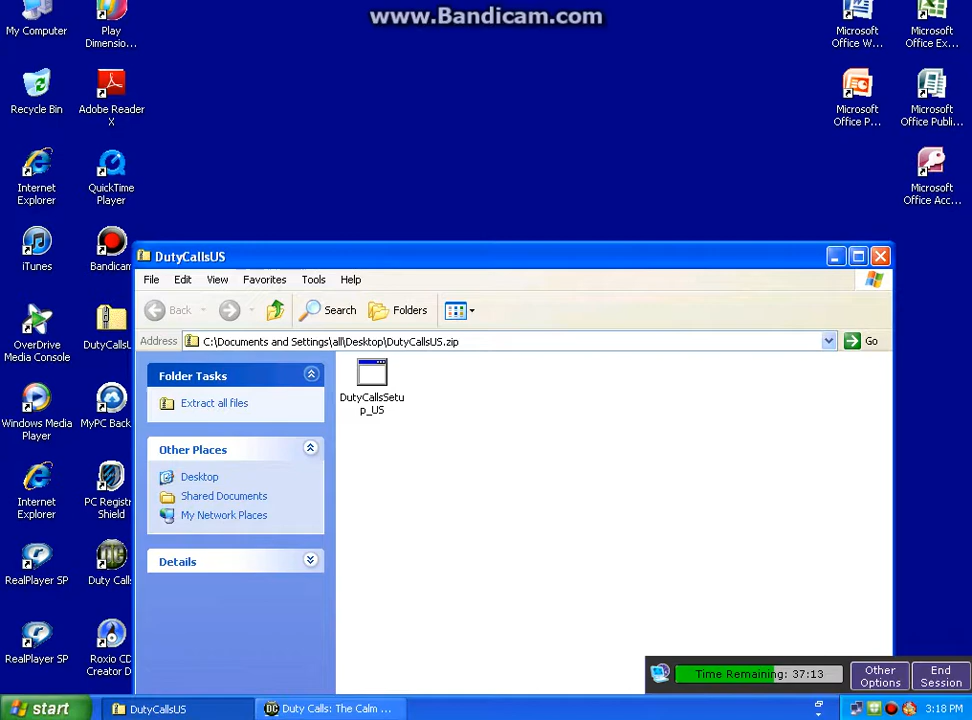 www.Bandicam.com
My Computer
Play
Dimensio...
Microsoft
Office W...
Microsoft
Office Ex...
Recycle Bin
Adobe Reader
X
Microsoft
Office P...
Microsoft
Office Publi...
Internet
Explorer
QuickTime
Player
Microsoft
Office Acc...
iTunes
Bandicam
OverDrive
Media Console
DutyCallsU
Windows Media
Player
MyPC Back
Internet
Explorer
PC Registr
Shield
RealPlayer SP
Duty Call
RealPlayer SP
Roxio CD
Creator D
DutyCallsUS
File Edit View Favorites Tools Help
Back Search Folders
Address C:\Documents and Settings\all\Desktop\DutyCallsUS.zip Go
Folder Tasks
Extract all files
Other Places
Desktop
Shared Documents
My Network Places
Details
DutyCallsSetu
p_US
Time Remaining: 37:13
Other
Options
End
Session
start DutyCallsUS DC Duty Calls: The Calm ... 3:18 PM